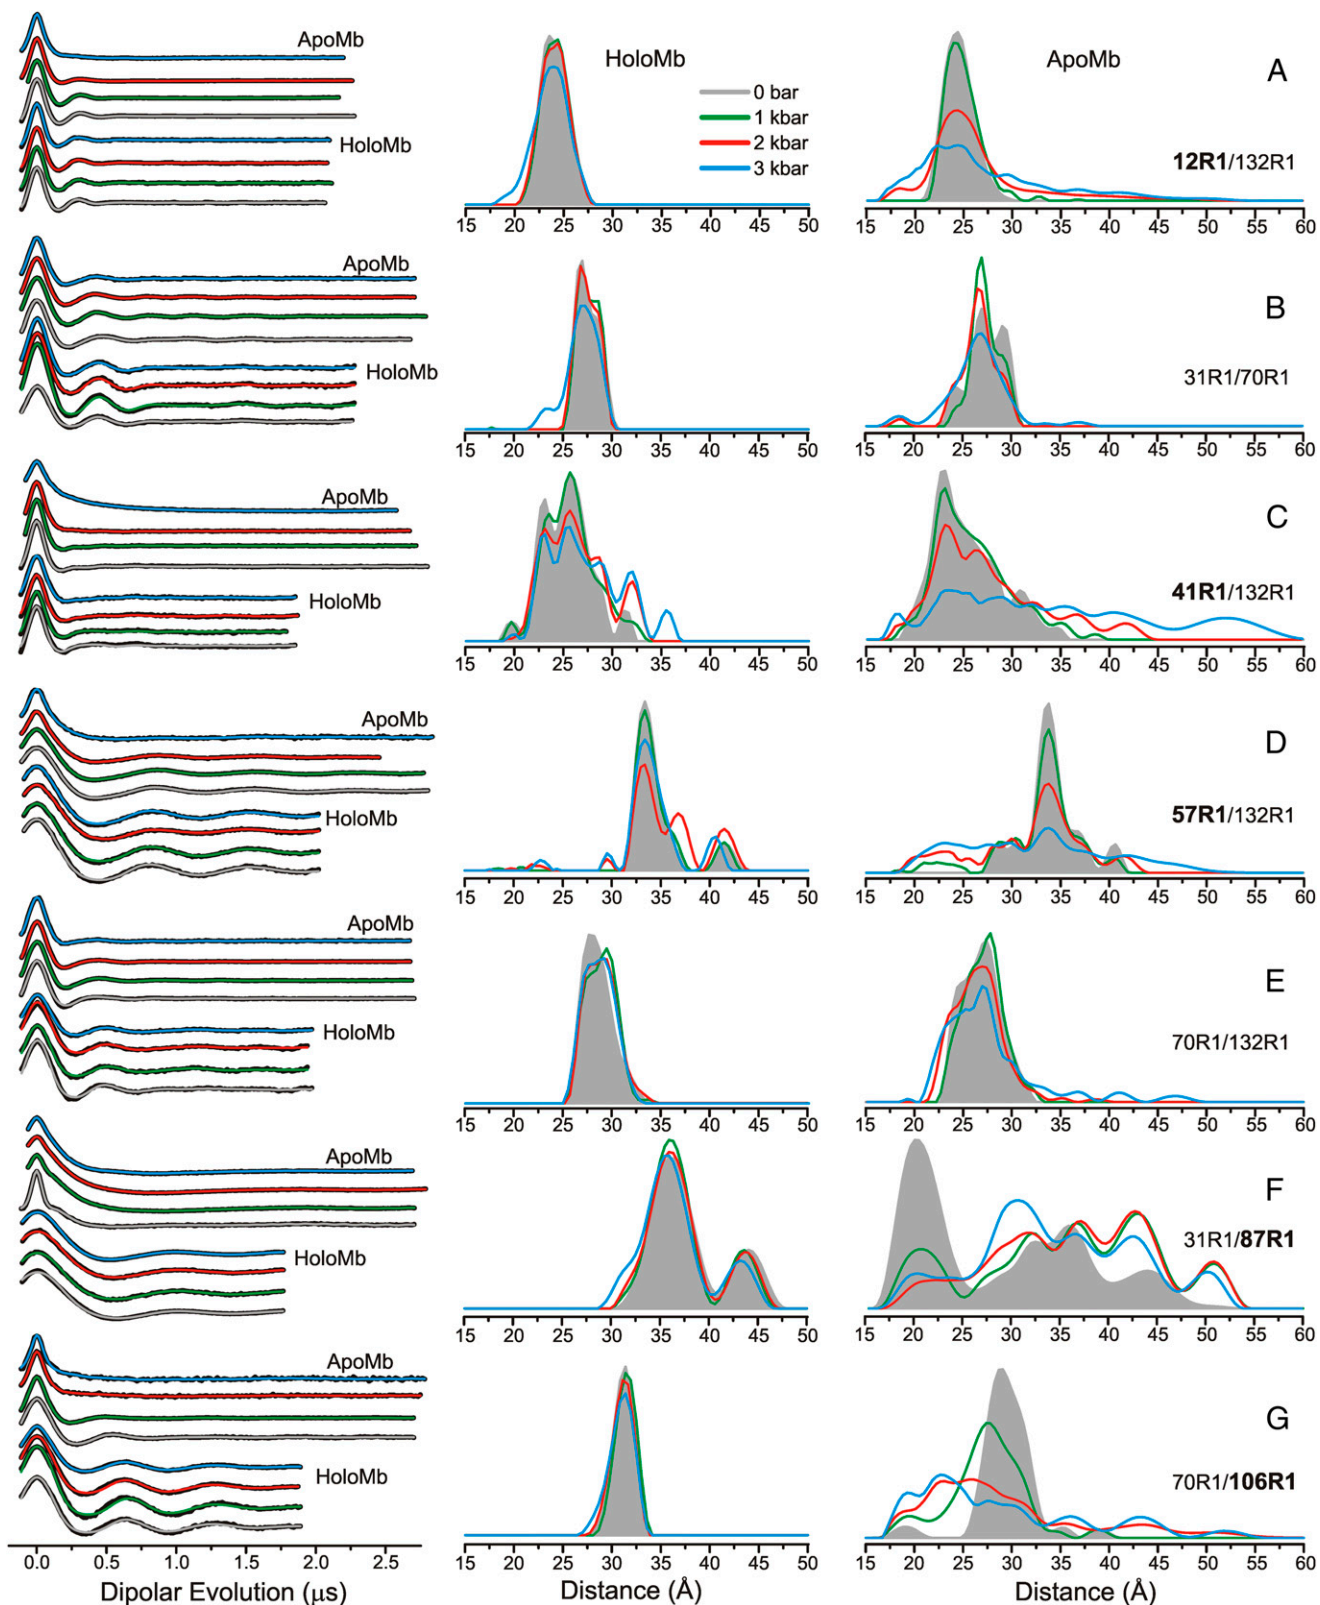 ApoMb
HoloMb
HoloMb
0 bar
1 kbar
2 kbar
3 kbar
ApoMb
A
12R1/132R1
15 20 25 30 35 40 45 50
15 20 25 30 35 40 45 50 55 60
ApoMb
HoloMb
B
31R1/70R1
15 20 25 30 35 40 45 50
15 20 25 30 35 40 45 50 55 60
ApoMb
HoloMb
C
41R1/132R1
15 20 25 30 35 40 45 50
15 20 25 30 35 40 45 50 55 60
ApoMb
HoloMb
D
57R1/132R1
15 20 25 30 35 40 45 50
15 20 25 30 35 40 45 50 55 60
ApoMb
HoloMb
E
70R1/132R1
15 20 25 30 35 40 45 50
15 20 25 30 35 40 45 50 55 60
ApoMb
HoloMb
F
31R1/87R1
15 20 25 30 35 40 45 50
15 20 25 30 35 40 45 50 55 60
ApoMb
HoloMb
G
70R1/106R1
0.0 0.5 1.0 1.5 2.0 2.5
15 20 25 30 35 40 45 50
15 20 25 30 35 40 45 50 55 60
Dipolar Evolution (μs)
Distance (Å)
Distance (Å)